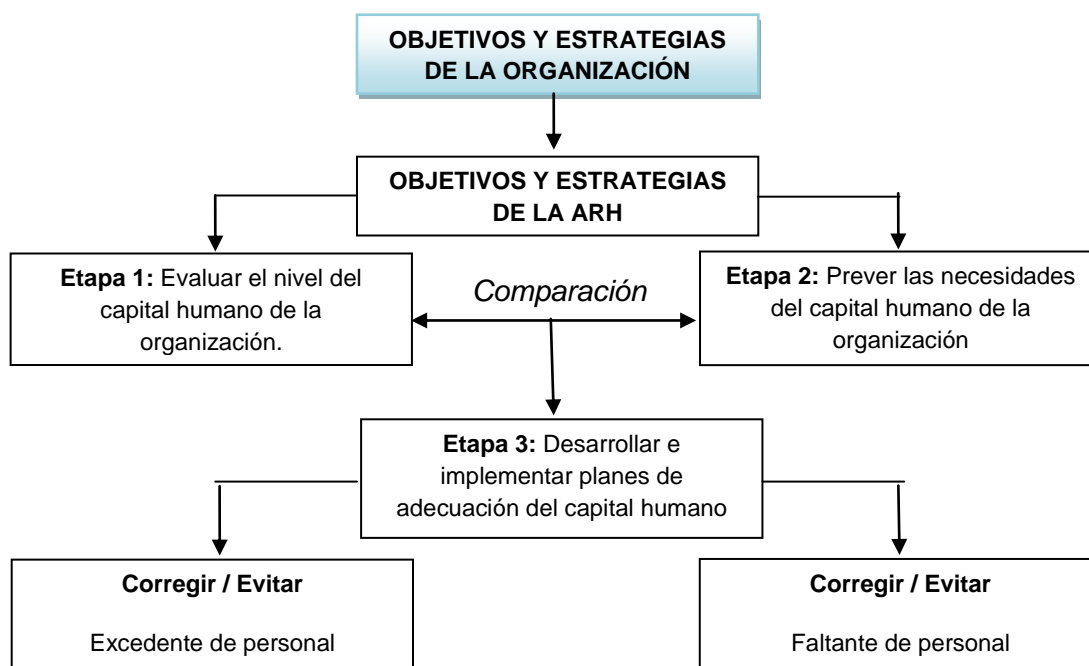 OBJETIVOS Y ESTRATEGIAS
DE LA ORGANIZACIÓN
OBJETIVOS Y ESTRATEGIAS
DE LA ARH
Etapa 1: Evaluar el nivel del
capital humano de la
organización.
Comparación
Etapa 2: Prever las necesidades
del capital humano de la
organización
Etapa 3: Desarrollar e
implementar planes de
adecuación del capital humano
Corregir / Evitar
Excedente de personal
Corregir / Evitar
Faltante de personal